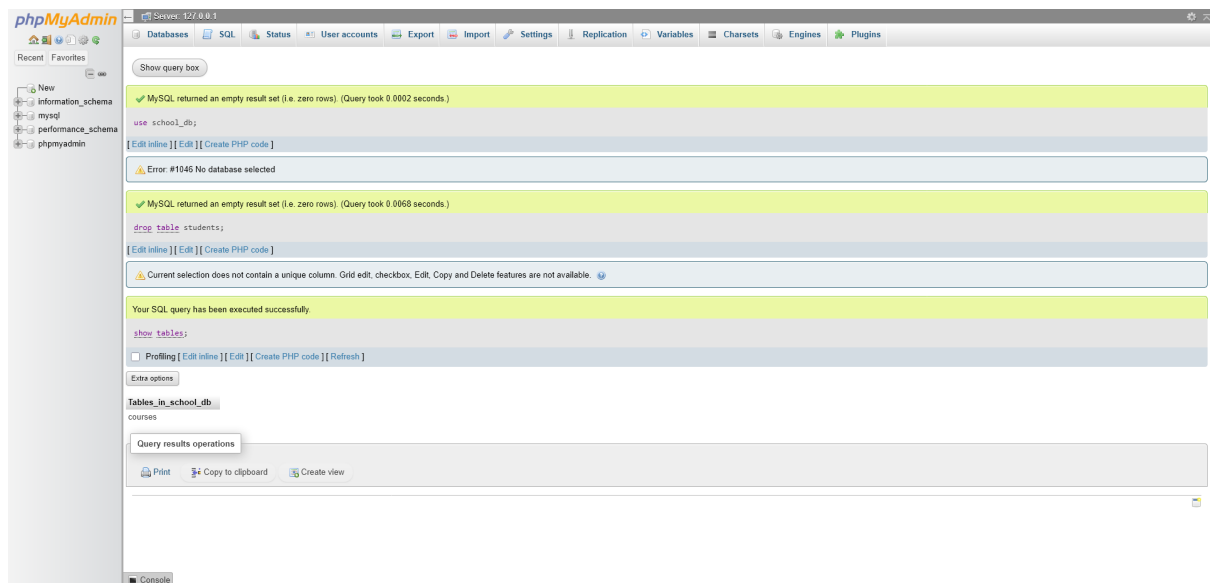 phpMyAdmin
Recent Favorites
New
information_schema
mysql
performance_schema
phpmyadmin
Server: 127.0.0.1
Databases SQL Status User accounts Export Import Settings Replication Variables Charsets Engines Plugins
Show query box
MySQL returned an empty result set (i.e. zero rows). (Query took 0.0002 seconds.)
use school_db;
[ Edit inline ] [ Edit ] [ Create PHP code ]
Error: #1046 No database selected
MySQL returned an empty result set (i.e. zero rows). (Query took 0.0068 seconds.)
drop table students;
[ Edit inline ] [ Edit ] [ Create PHP code ]
Current selection does not contain a unique column. Grid edit, checkbox, Edit, Copy and Delete features are not available.
Your SQL query has been executed successfully.
show tables;
Profiling [ Edit inline ] [ Edit ] [ Create PHP code ] [ Refresh ]
Extra options
Tables_in_school_db
courses
Query results operations
Print Copy to clipboard Create view
Console